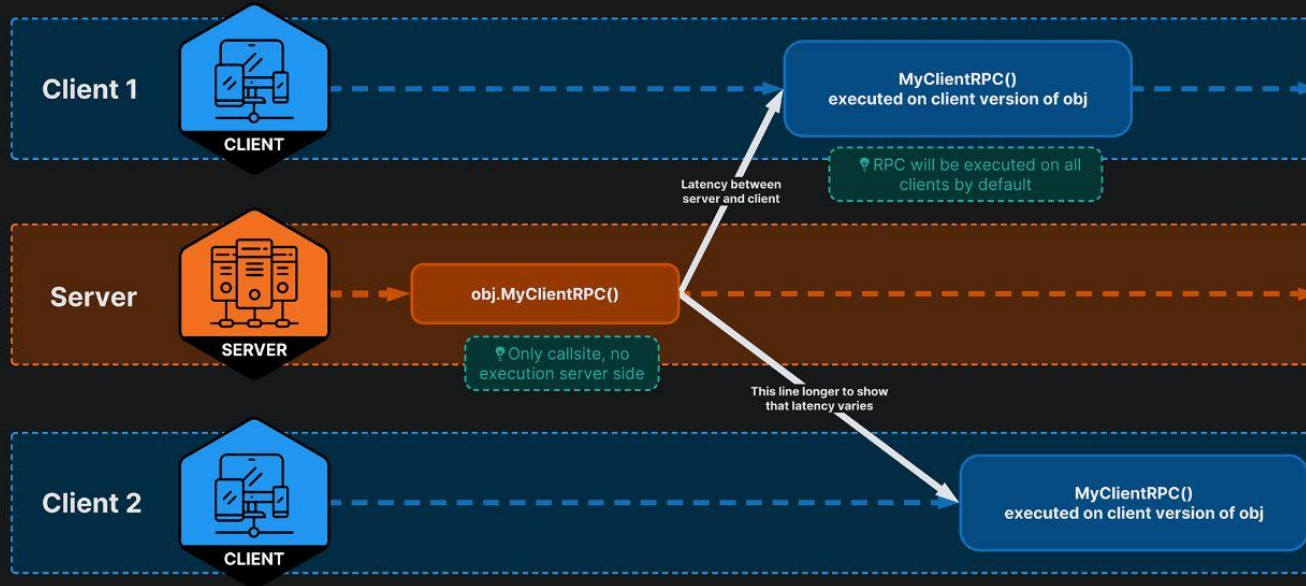 Client 1
CLIENT
MyClientRPC()
executed on client version of obj
RPC will be executed on all
clients by default
Latency between
server and client
Server
SERVER
obj.MyClientRPC()
Only callsite, no
execution server side
This line longer to show
that latency varies
Client 2
CLIENT
MyClientRPC()
executed on client version of obj